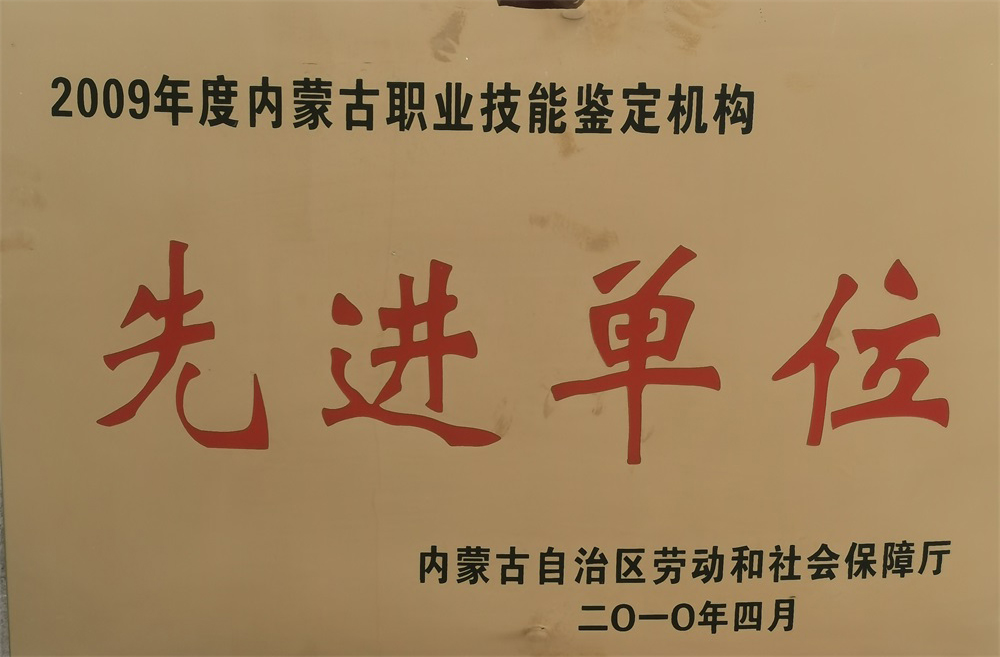 2009年度内蒙古职业技能鉴定机构
先进单位
内蒙古自治区劳动和社会保障厅
二〇一〇年四月